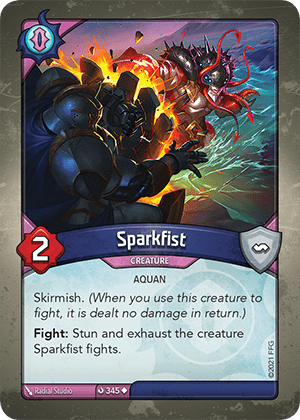 Sparkfist
CREATURE
2
AQUAN
Skirmish. (When you use this creature to
fight, it is dealt no damage in return.)
Fight: Stun and exhaust the creature
Sparkfist fights.
©2021 FFG
Radial Studio
345